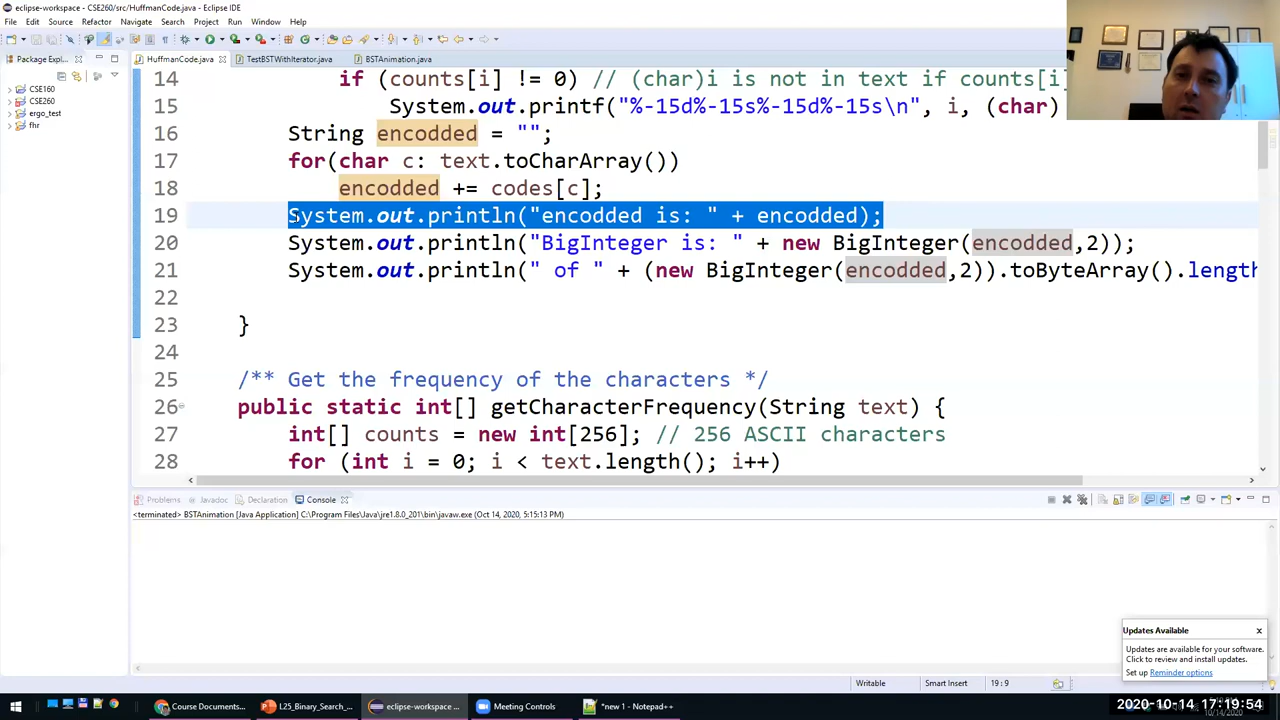 eclipse-workspace - CSE260/src/HuffmanCode.java - Eclipse IDE
File Edit Source Refactor Navigate Search Project Run Window Help
Package Expl...
HuffmanCode.java TestBSTWithIterator.java BSTAnimation.java
CSE160
CSE260
ergo_test
fhr
14 if (counts[i] != 0) // (char)i is not in text if counts[i]
15 System.out.printf("%-15d%-15s%-15d%-15s\n", i, (char)
16 String encodded = "";
17 for(char c: text.toCharArray())
18 encodded += codes[c];
19 System.out.println("encodded is: " + encodded);
20 System.out.println("BigInteger is: " + new BigInteger(encodded,2));
21 System.out.println(" of " + (new BigInteger(encodded,2)).toByteArray().length
22
23 }
24
25 /** Get the frequency of the characters */
26 public static int[] getCharacterFrequency(String text) {
27 int[] counts = new int[256]; // 256 ASCII characters
28 for (int i = 0; i < text.length(); i++)
Problems Javadoc Declaration Console
<terminated> BSTAnimation [Java Application] C:\Program Files\Java\jre1.8.0_201\bin\javaw.exe (Oct 14, 2020, 5:15:13 PM)
Updates Available
Updates are available for your software.
Click to review and install updates.
Set up Reminder options
Writable Smart Insert 19 : 9
Course Documents... L25_Binary_Search_... eclipse-workspace ... Meeting Controls *new 1 - Notepad++
2020-10-14 17:19:54